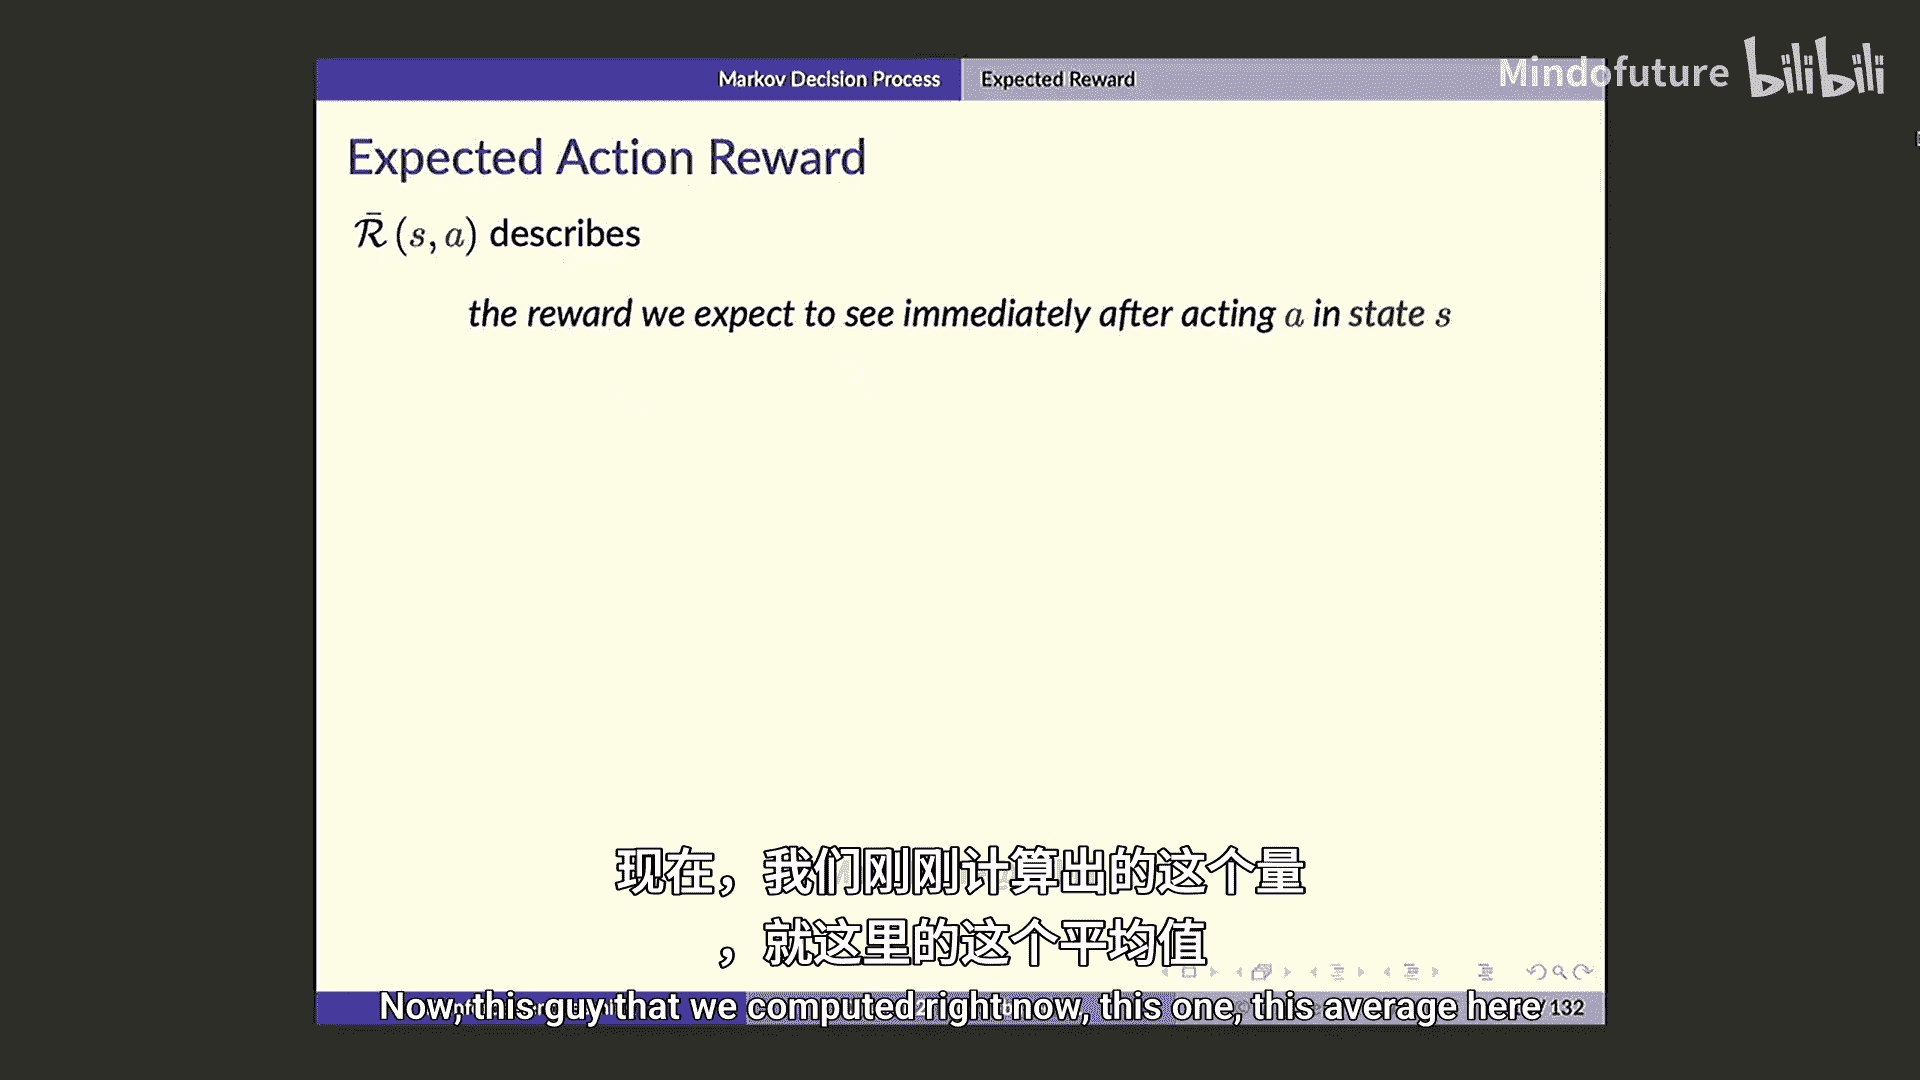 Markov Decision Process Expected Reward
Mindofuture bilibili
Expected Action Reward
R̄ (s, a) describes
the reward we expect to see immediately after acting a in state s
现在，我们刚刚计算出的这个量
，就这里的这个平均值
Now, this guy that we computed right now, this one, this average here
/ 132